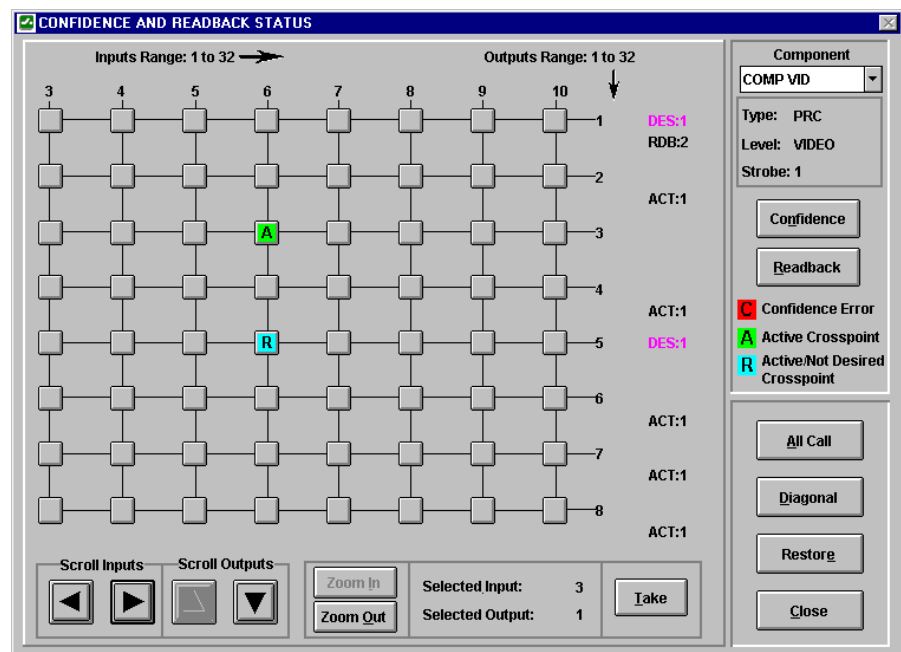 CONFIDENCE AND READBACK STATUS
Inputs Range: 1 to 32
Outputs Range: 1 to 32
3 4 5 6 7 8 9 10
1 DES:1
RDB:2
2
ACT:1
A 3
4
ACT:1
R 5 DES:1
6
ACT:1
7
ACT:1
8
ACT:1
Scroll Inputs
Scroll Outputs
Zoom In
Zoom Out
Selected Input: 3
Selected Output: 1
Take
Component
COMP VID
Type: PRC
Level: VIDEO
Strobe: 1
Confidence
Readback
C Confidence Error
A Active Crosspoint
R Active/Not Desired
Crosspoint
All Call
Diagonal
Restore
Close